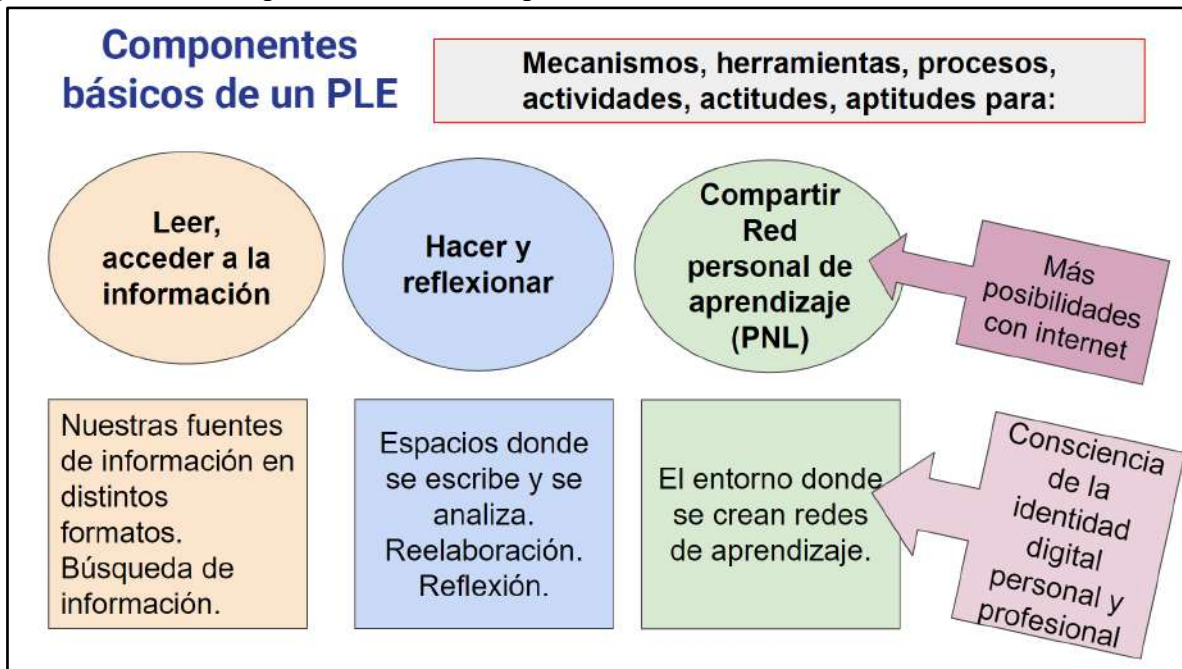 Componentes
básicos de un PLE
Mecanismos, herramientas, procesos,
actividades, actitudes, aptitudes para:
Leer,
acceder a la
información
Hacer y
reflexionar
Compartir
Red
personal de
aprendizaje
(PNL)
Más
posibilidades
con internet
Nuestras fuentes
de información en
distintos
formatos.
Búsqueda de
información.
Espacios donde
se escribe y se
analiza.
Reelaboración.
Reflexión.
El entorno donde
se crean redes
de aprendizaje.
Consciencia
de la
identidad
digital
personal y
profesional